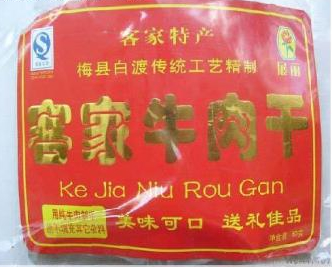 客家特产
梅县白渡传统工艺精制
客家牛肉干
Ke Jia Niu Rou Gan
美味可口 送礼佳品